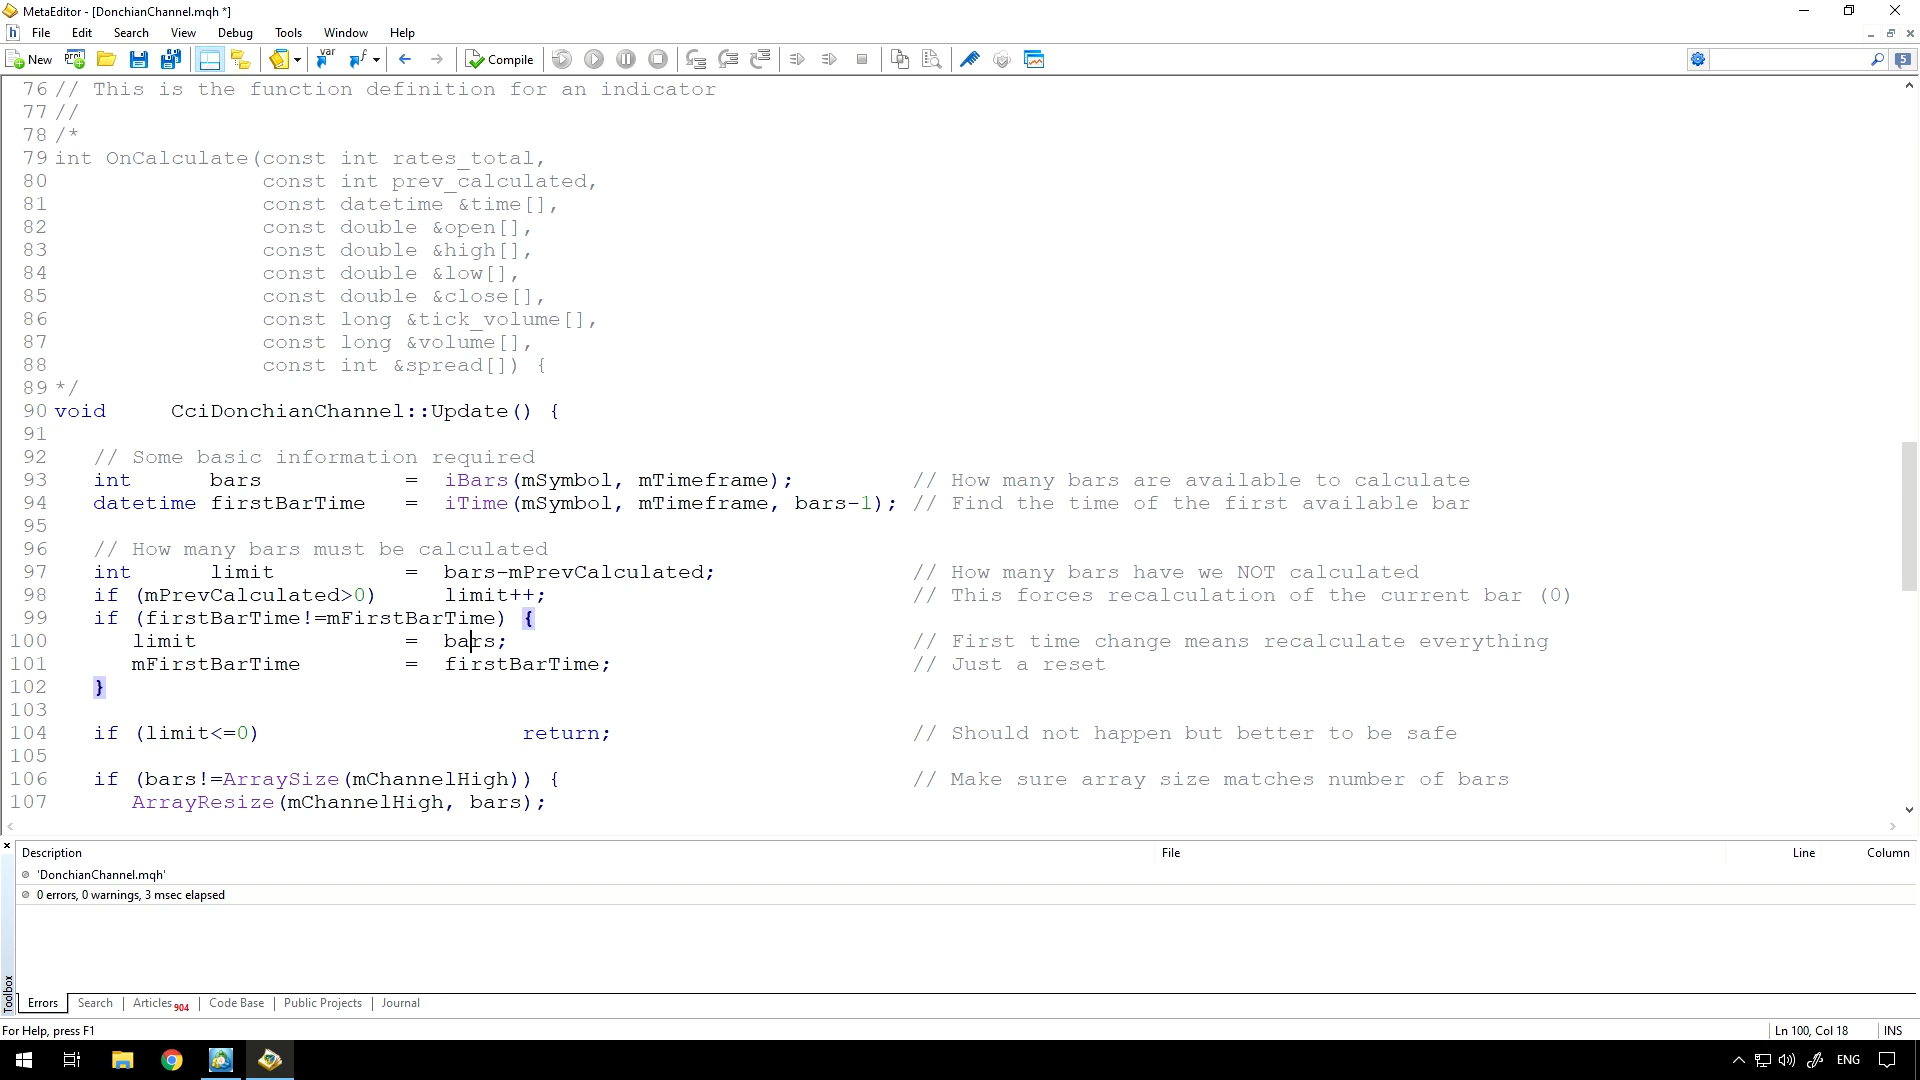 MetaEditor - [DonchianChannel.mqh *]
File Edit Search View Debug Tools Window Help
New Compile 5
76 // This is the function definition for an indicator
77 //
78 /*
79 int OnCalculate(const int rates_total,
80 const int prev_calculated,
81 const datetime &time[],
82 const double &open[],
83 const double &high[],
84 const double &low[],
85 const double &close[],
86 const long &tick_volume[],
87 const long &volume[],
88 const int &spread[]) {
89 */
90 void CciDonchianChannel::Update() {
91
92 // Some basic information required
93 int bars = iBars(mSymbol, mTimeframe); // How many bars are available to calculate
94 datetime firstBarTime = iTime(mSymbol, mTimeframe, bars-1); // Find the time of the first available bar
95
96 // How many bars must be calculated
97 int limit = bars-mPrevCalculated; // How many bars have we NOT calculated
98 if (mPrevCalculated>0) limit++; // This forces recalculation of the current bar (0)
99 if (firstBarTime!=mFirstBarTime) {
100 limit = bars; // First time change means recalculate everything
101 mFirstBarTime = firstBarTime; // Just a reset
102 }
103
104 if (limit<=0) return; // Should not happen but better to be safe
105
106 if (bars!=ArraySize(mChannelHigh)) { // Make sure array size matches number of bars
107 ArrayResize(mChannelHigh, bars);
Description File Line Column
'DonchianChannel.mqh'
0 errors, 0 warnings, 3 msec elapsed
Toolbox
Errors Search Articles 904 Code Base Public Projects Journal
For Help, press F1 Ln 100, Col 18 INS
ENG